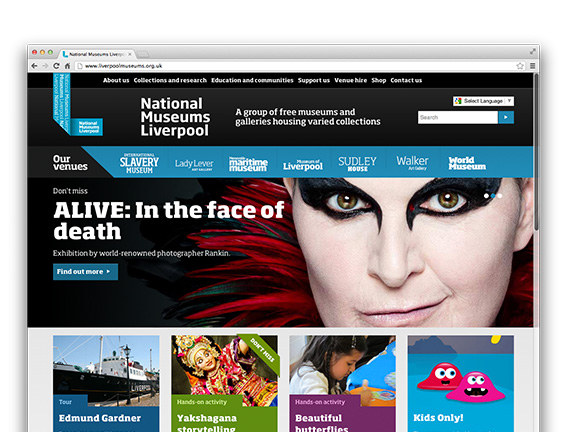 National Museums Liverpoo
www.liverpoolmuseums.org.uk
About us Collections and research Education and communities Support us Venue hire Shop Contact us
National Museums Liverpool
National
Museums
Liverpool
A group of free museums and
galleries housing varied collections
Select Language
Search
Our
venues
INTERNATIONAL
SLAVERY
MUSEUM
Lady Lever
ART GALLERY
Merseyside
maritime
museum
Museum of
Liverpool
SUDLEY
HOUSE
Walker
Art Gallery
World
Museum
Don't miss
ALIVE: In the face of
death
Exhibition by world-renowned photographer Rankin.
Find out more
LIVERPOOL
DON'T MISS
Tour
Edmund Gardner
Hands-on activity
Yakshagana
storytelling
Hands-on activity
Beautiful
butterflies
Kids Only!